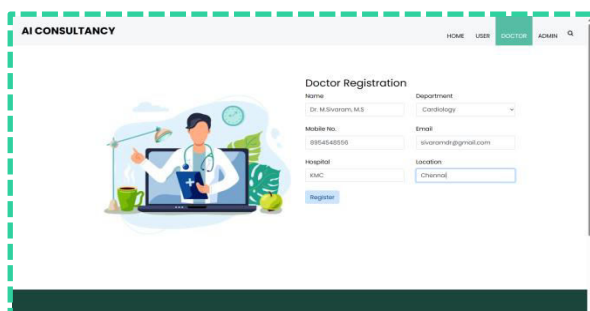 AI CONSULTANCY
HOME USER DOCTOR ADMIN
Doctor Registration
Name Department
Dr. M.Sivaram, M.S Cardiology
Mobile No. Email
9954548556 sivaramdr@gmail.com
Hospital Location
KMC Chennai
Register